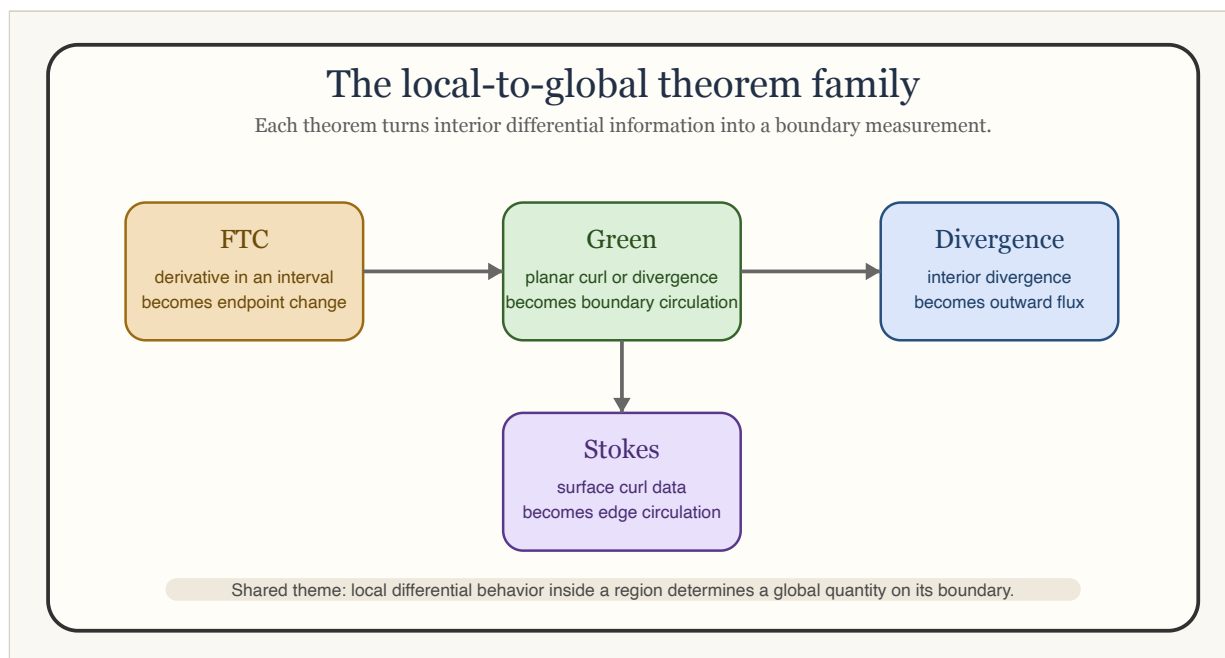 The local-to-global theorem family
Each theorem turns interior differential information into a boundary measurement.
FTC
derivative in an interval
becomes endpoint change
Green
planar curl or divergence
becomes boundary circulation
Divergence
interior divergence
becomes outward flux
Stokes
surface curl data
becomes edge circulation
Shared theme: local differential behavior inside a region determines a global quantity on its boundary.